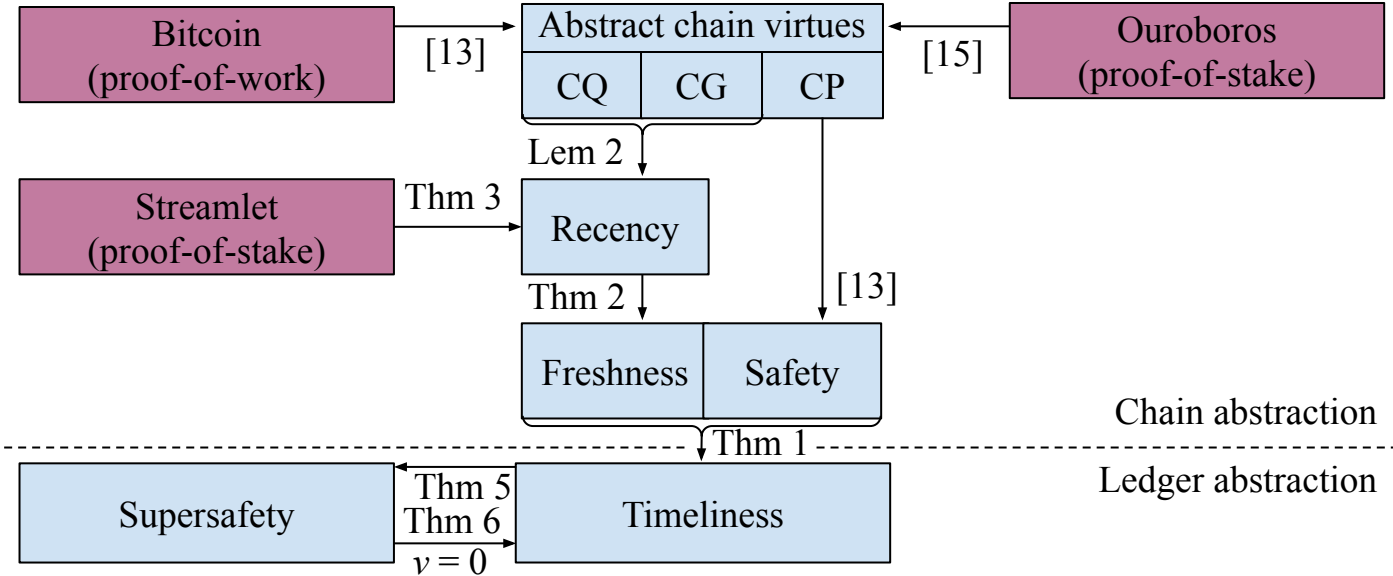 Bitcoin
(proof-of-work)
[13]
Abstract chain virtues
CQ
CG
CP
[15]
Ouroboros
(proof-of-stake)
Lem 2
Streamlet
(proof-of-stake)
Thm 3
Recency
Thm 2
[13]
Freshness
Safety
Chain abstraction
Thm 1
Ledger abstraction
Supersafety
Thm 5
Thm 6
v = 0
Timeliness